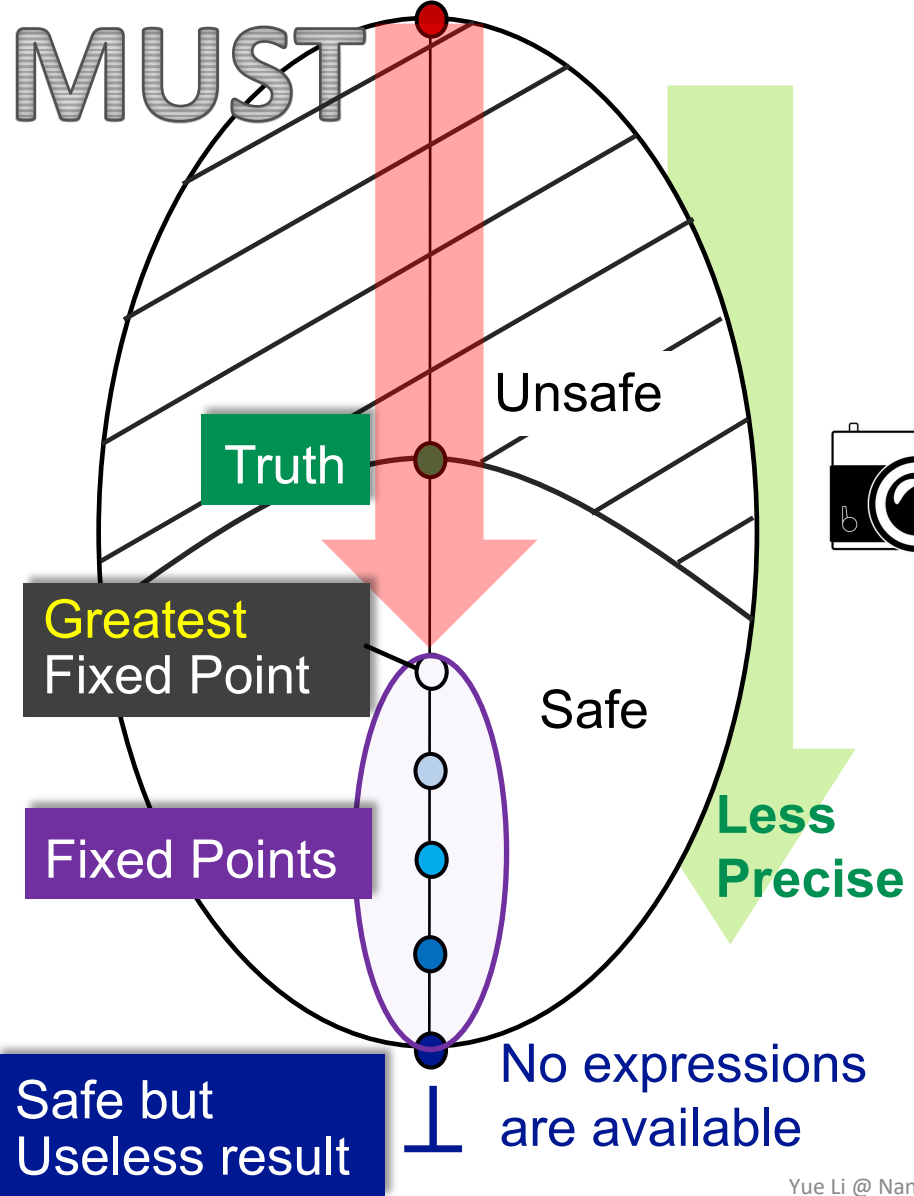 MUST
Unsafe
Truth
Greatest
Fixed Point
Safe
Less
Precise
Fixed Points
No expressions
are available
Safe but
Useless result
⊥
Yue Li @ Nan